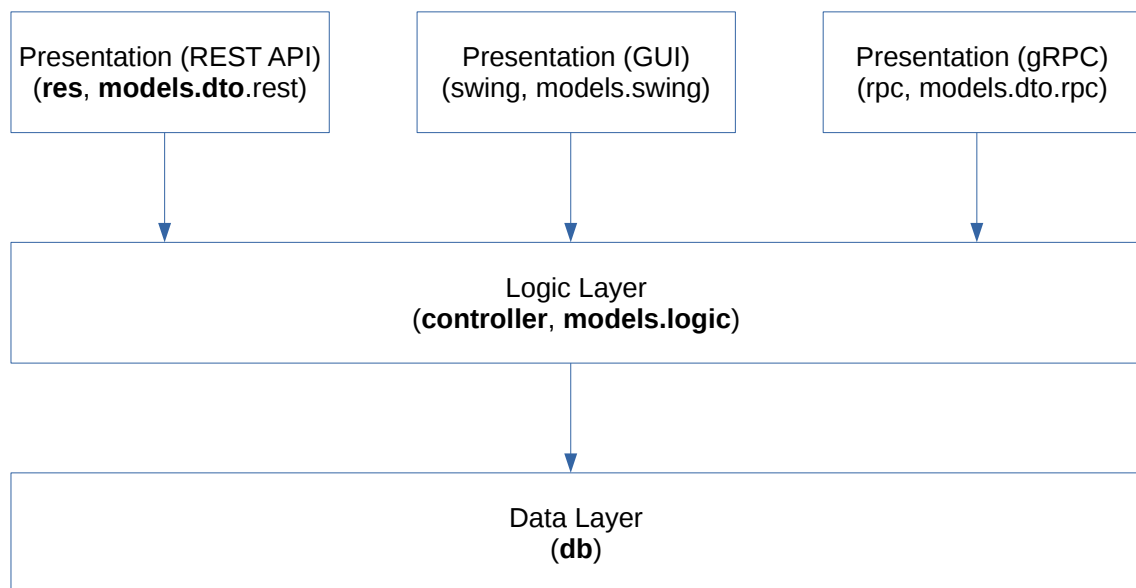 Presentation (REST API)
(res, models.dto.rest)
Presentation (GUI)
(swing, models.swing)
Presentation (gRPC)
(rpc, models.dto.rpc)
Logic Layer
(controller, models.logic)
Data Layer
(db)